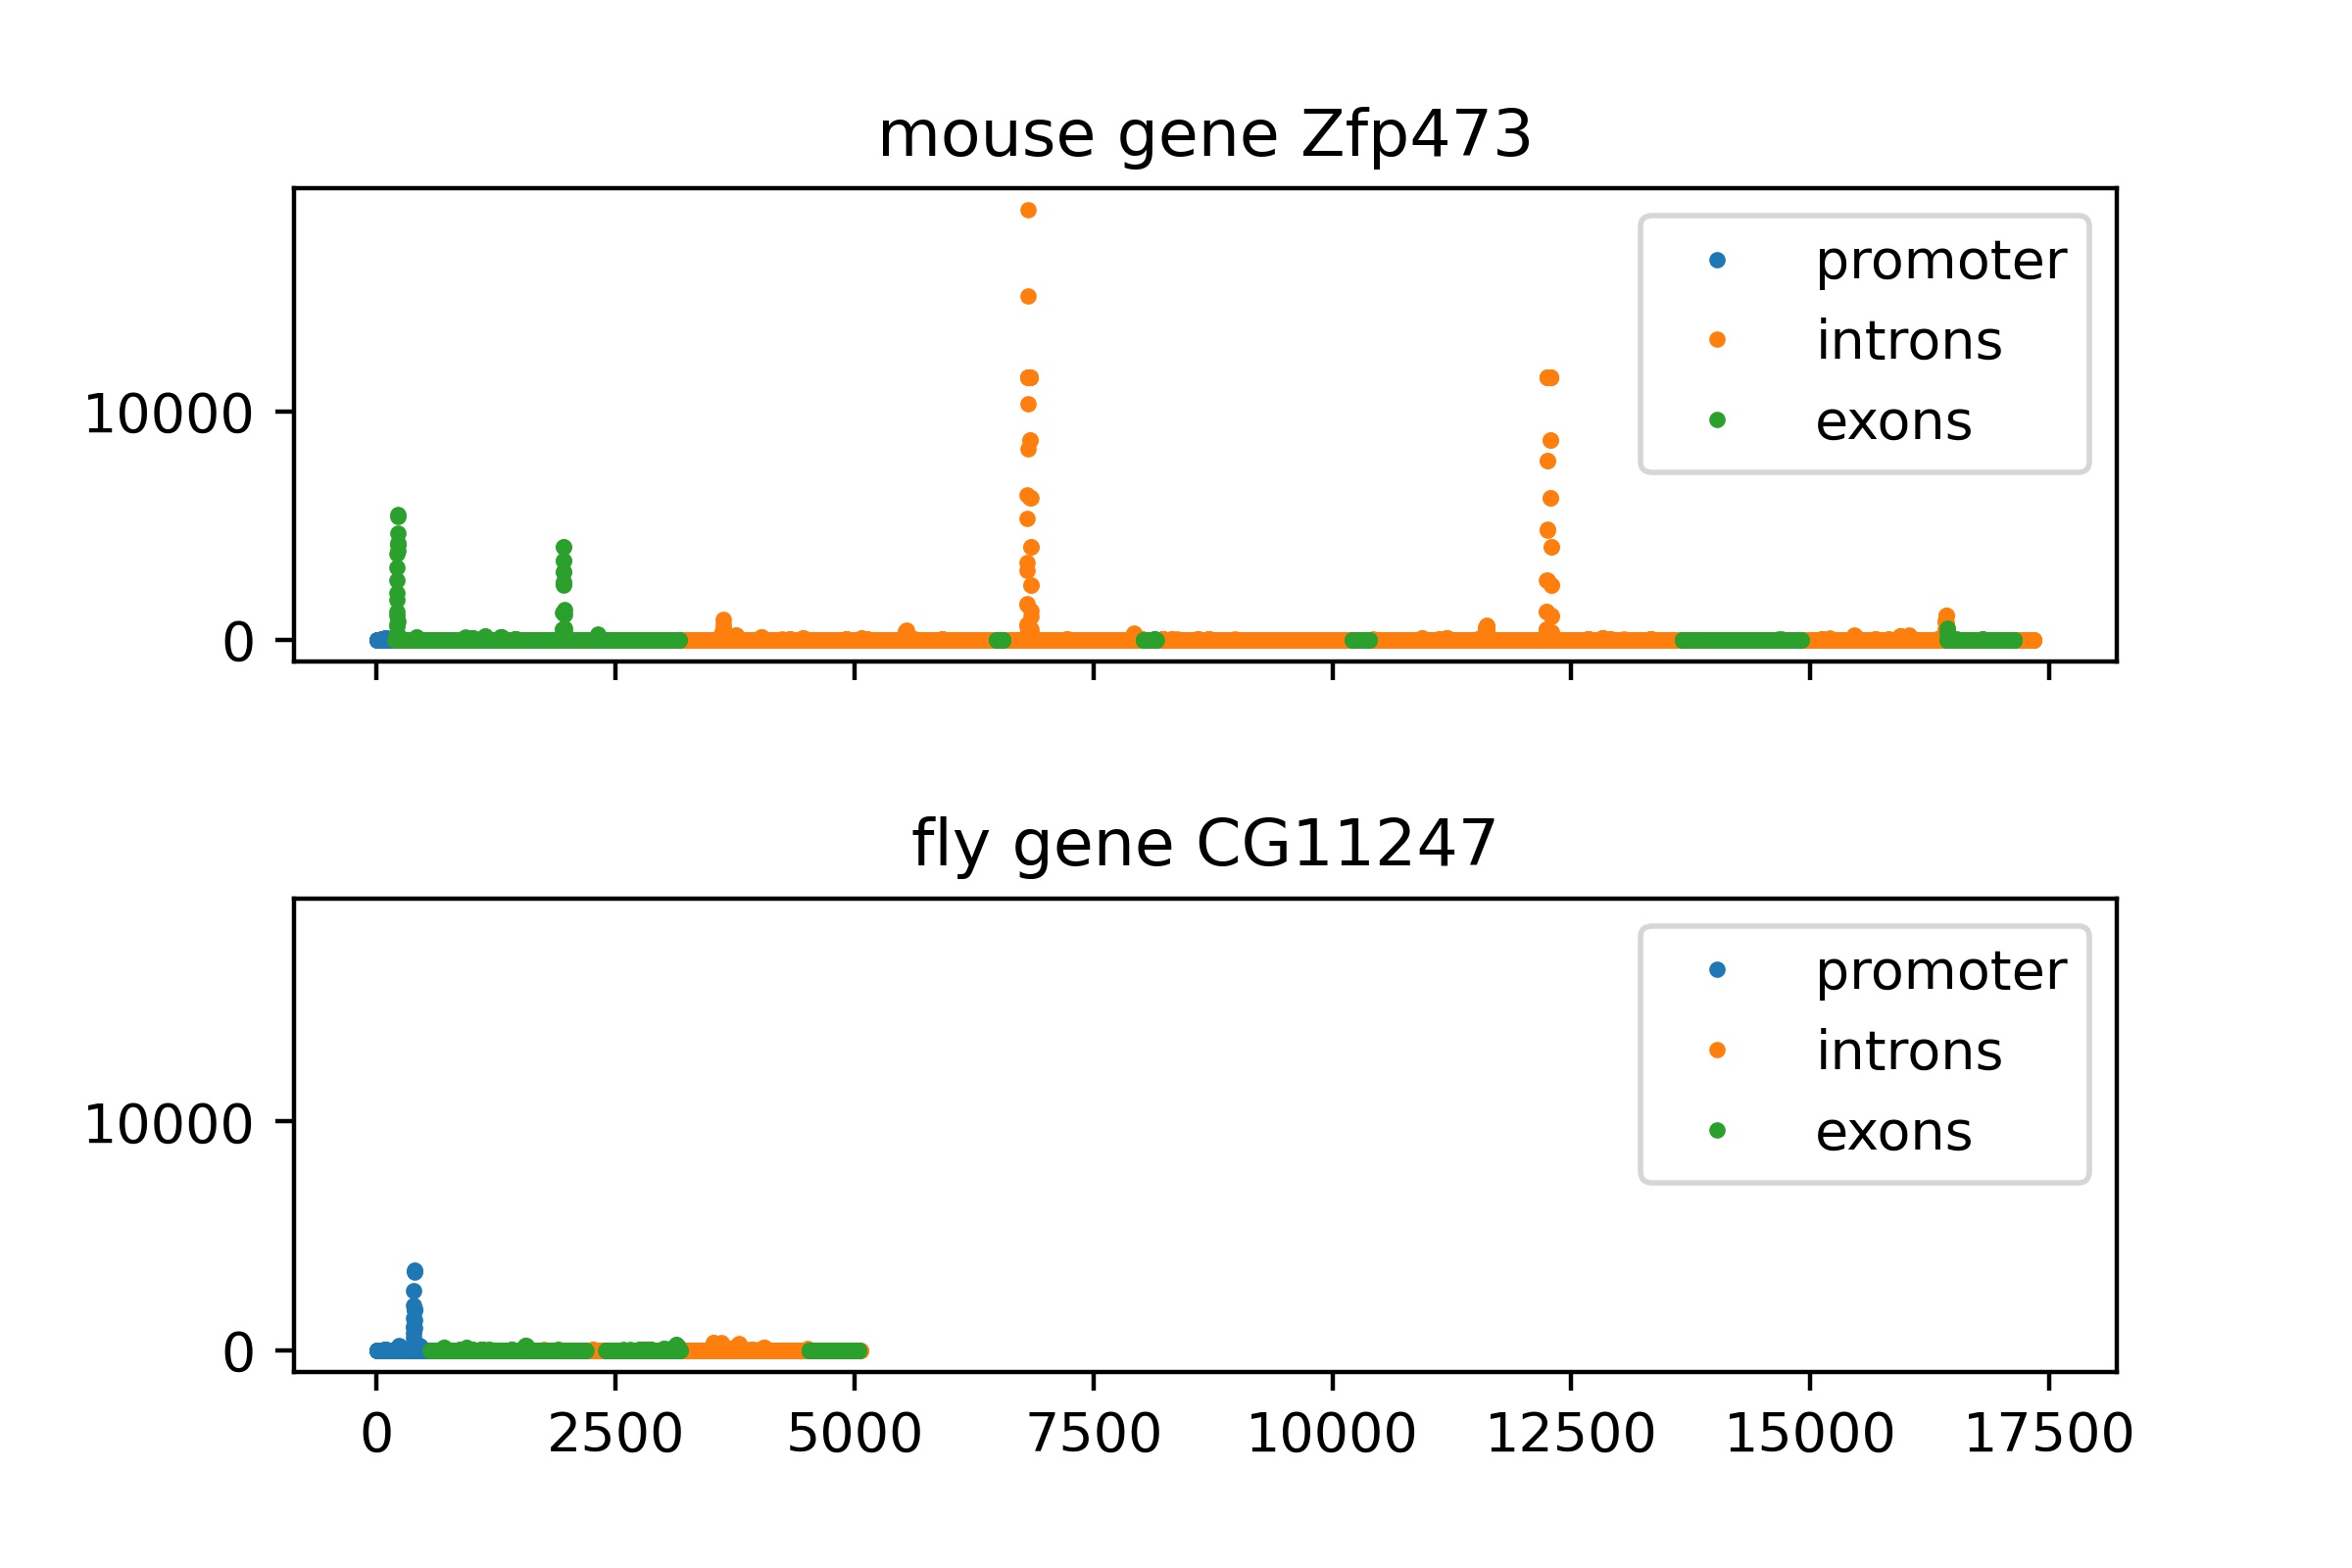 mouse gene Zfp473
promoter
introns
exons
10000
0
fly gene CG11247
promoter
introns
exons
10000
0
0 2500 5000 7500 10000 12500 15000 17500